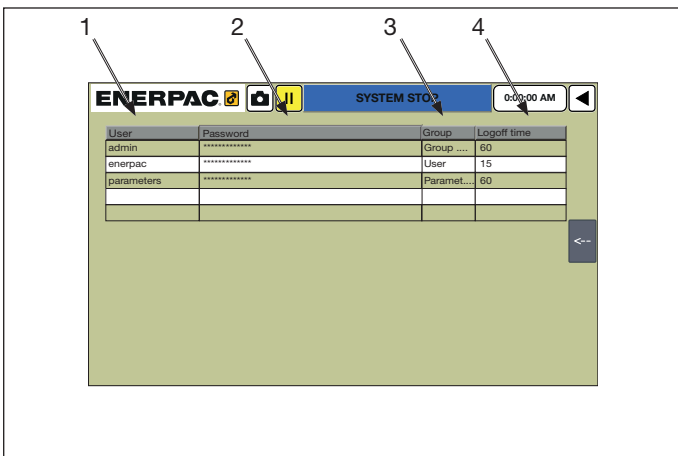 1 2 3 4
ENERPAC. II SYSTEM STOP 0:00:00 AM
User Password Group Logoff time
admin ************* Group .... 60
enerpac ************* User 15
parameters ************* Paramet.... 60
<--